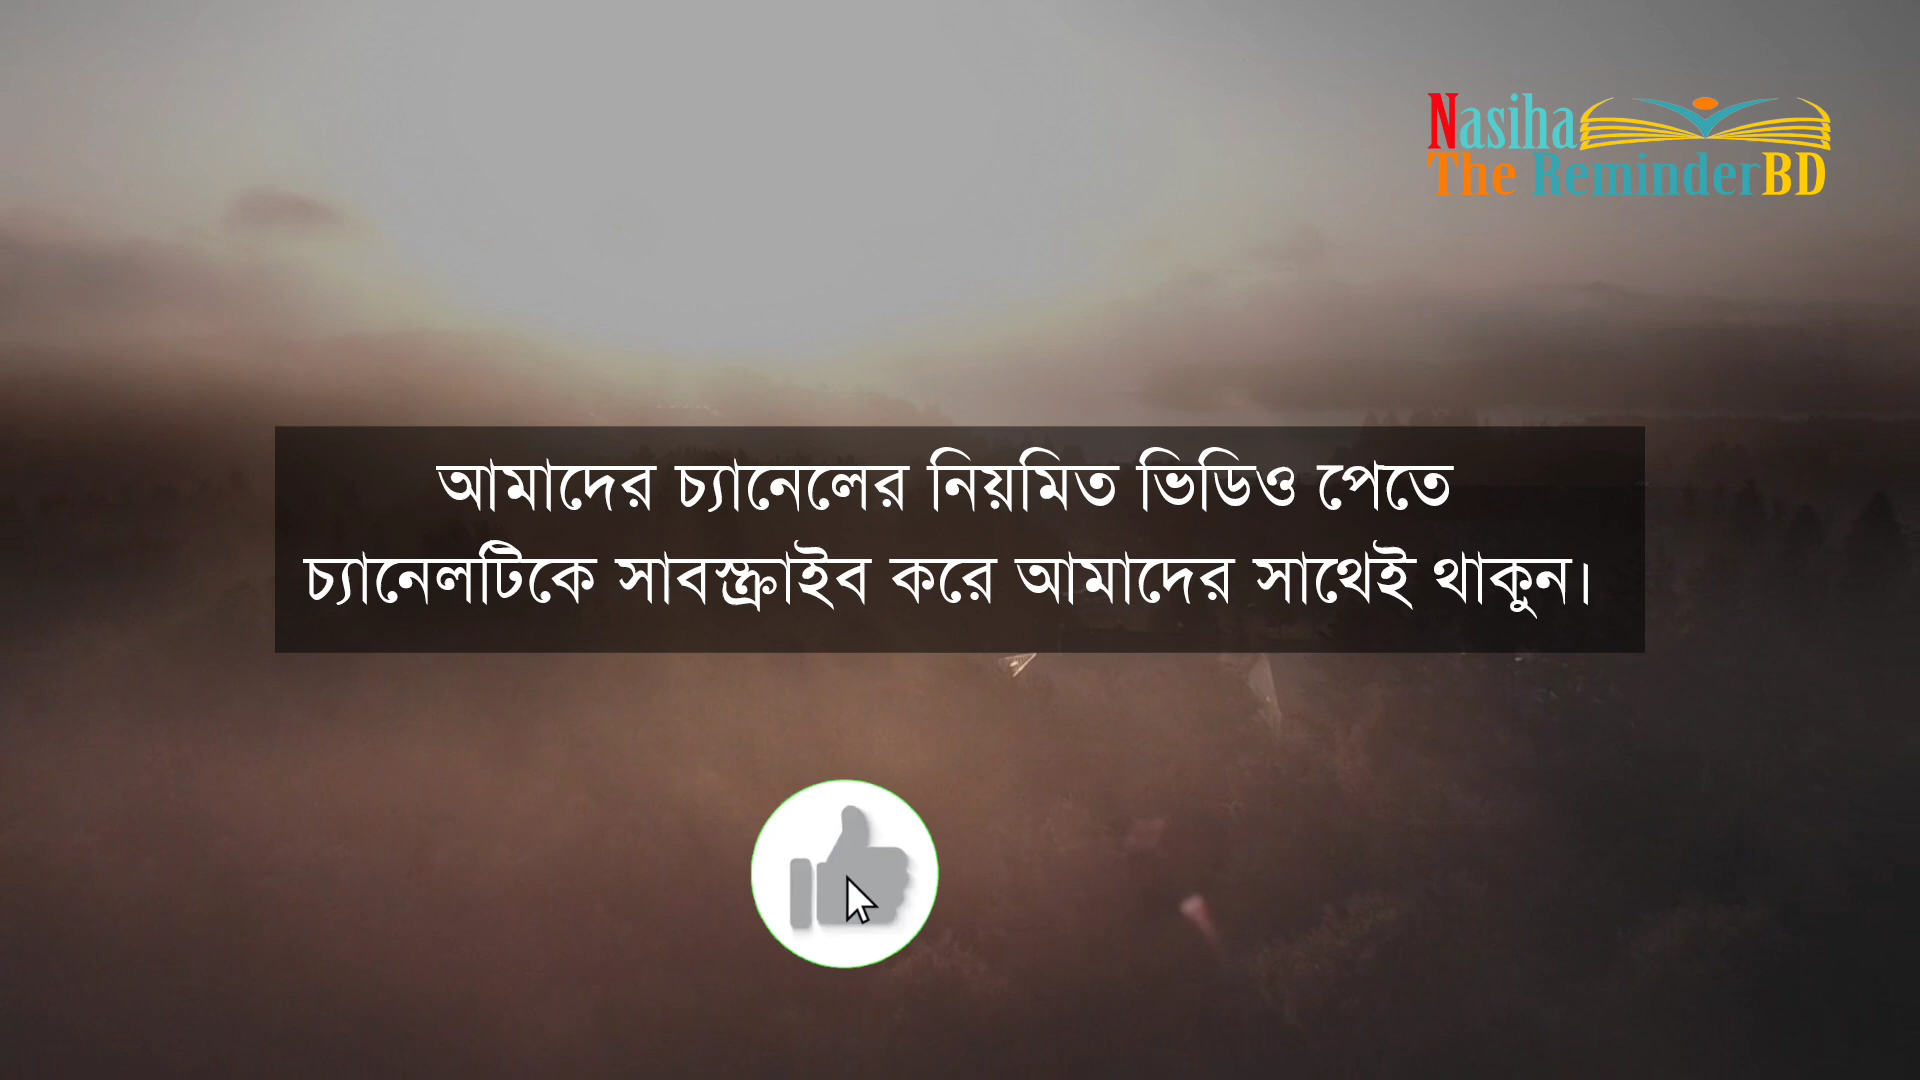 Nasiha
The ReminderBD
আমাদের চ্যানেলের নিয়মিত ভিডিও পেতে
চ্যানেলটিকে সাবস্ক্রাইব করে আমাদের সাথেই থাকুন।